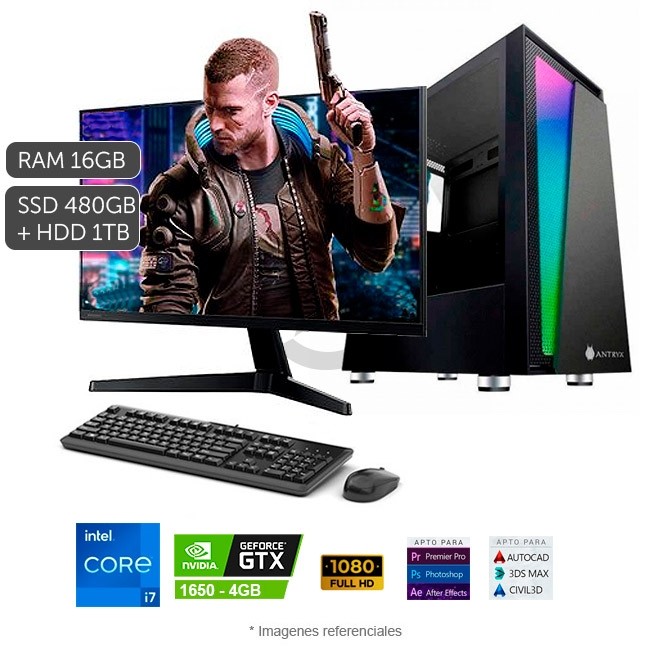 RAM 16GB
SSD 480GB
+ HDD 1TB
ANTRYX
intel
CORE
i7
NVIDIA
GEFORCE
GTX
1650 - 4GB
1080
FULL HD
APTO PARA
Pr Premier Pro
Ps Photoshop
Ae After Effects
APTO PARA
AUTOCAD
3DS MAX
CIVIL3D
* Imagenes referenciales